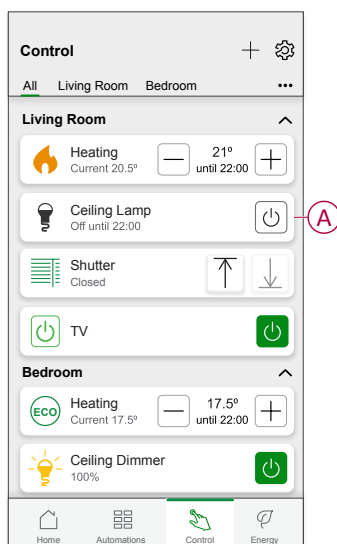 Control
All Living Room Bedroom
Living Room
Heating
Current 20.5º
21º
until 22:00
Ceiling Lamp
Off until 22:00
A
Shutter
Closed
TV
Bedroom
ECO
Heating
Current 17.5º
17.5º
until 22:00
Ceiling Dimmer
100%
Home Automations Control Energy